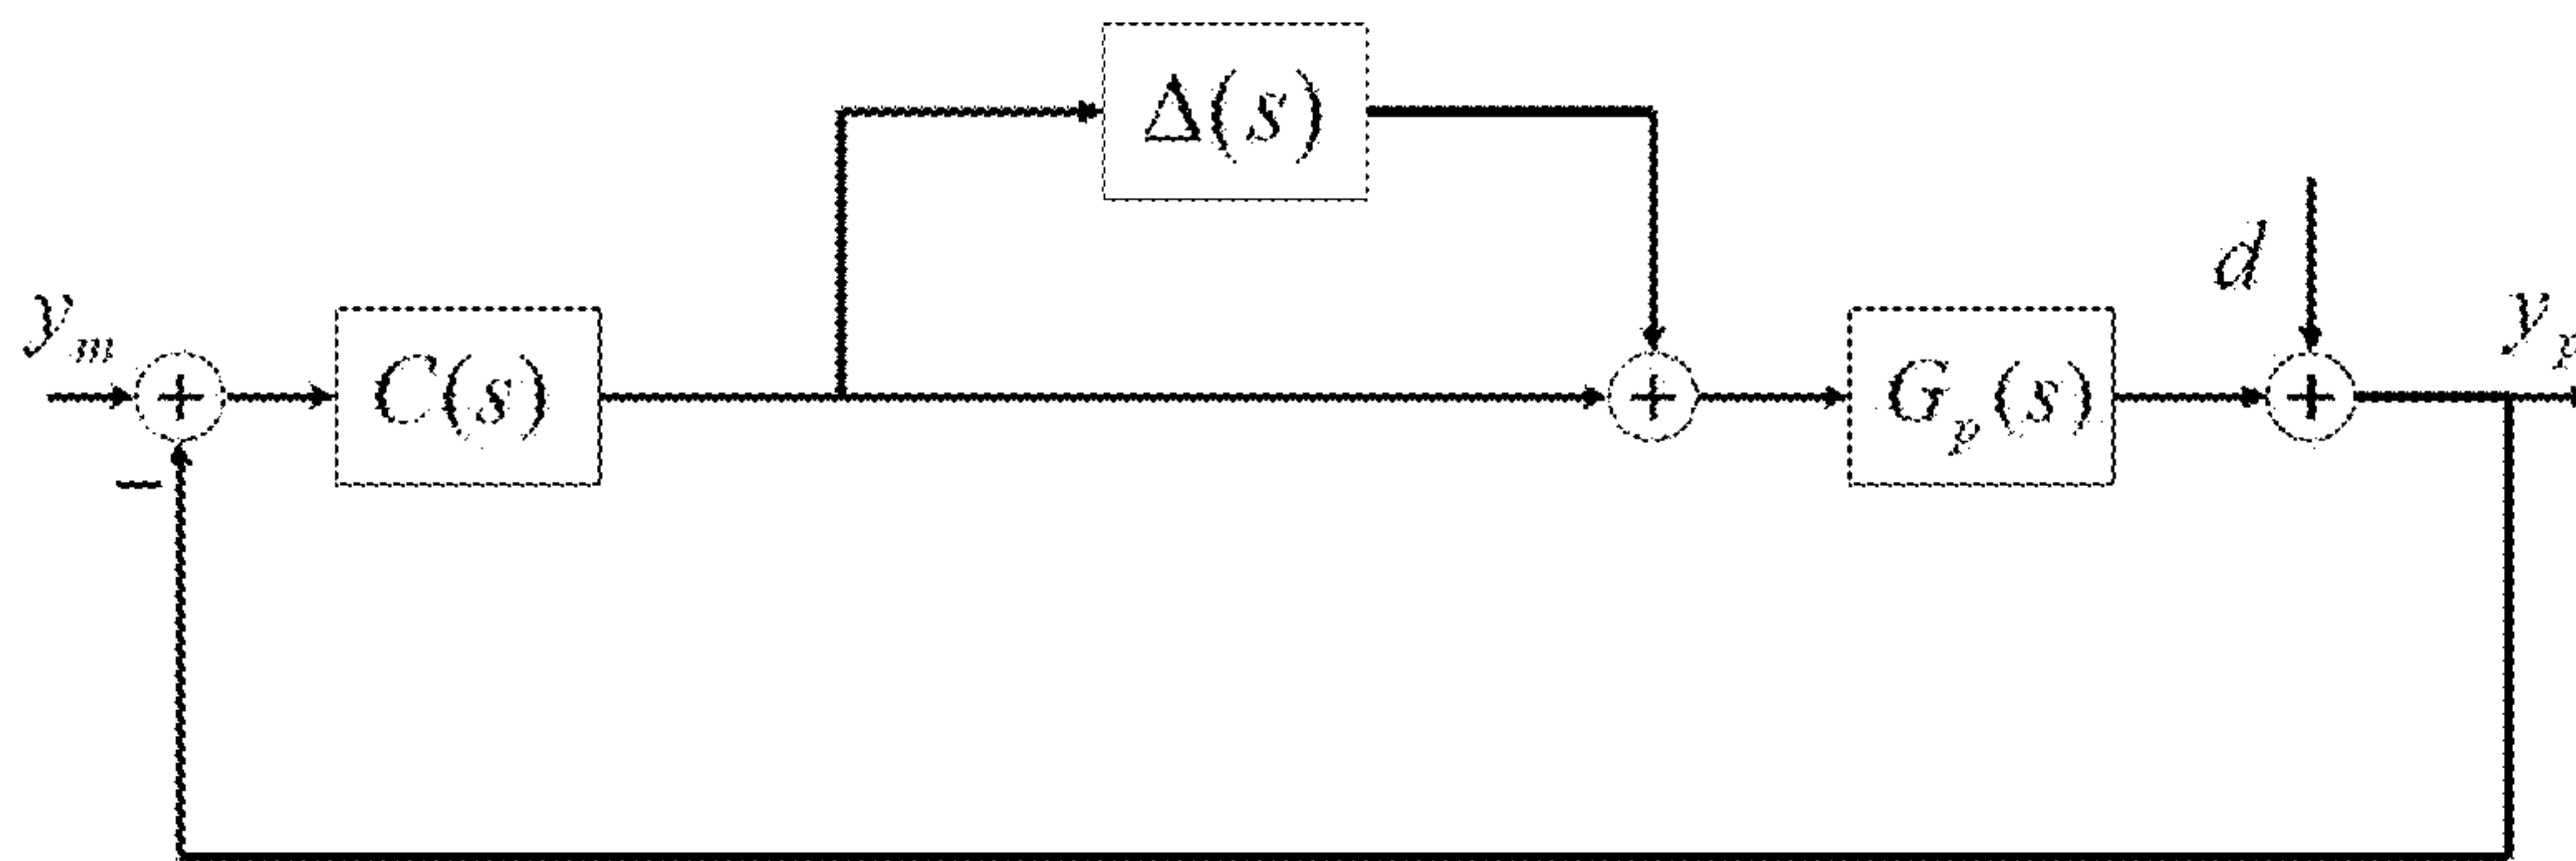 Δ(s)
d
y_m
+
C(s)
+
G_p(s)
+
y_p
−